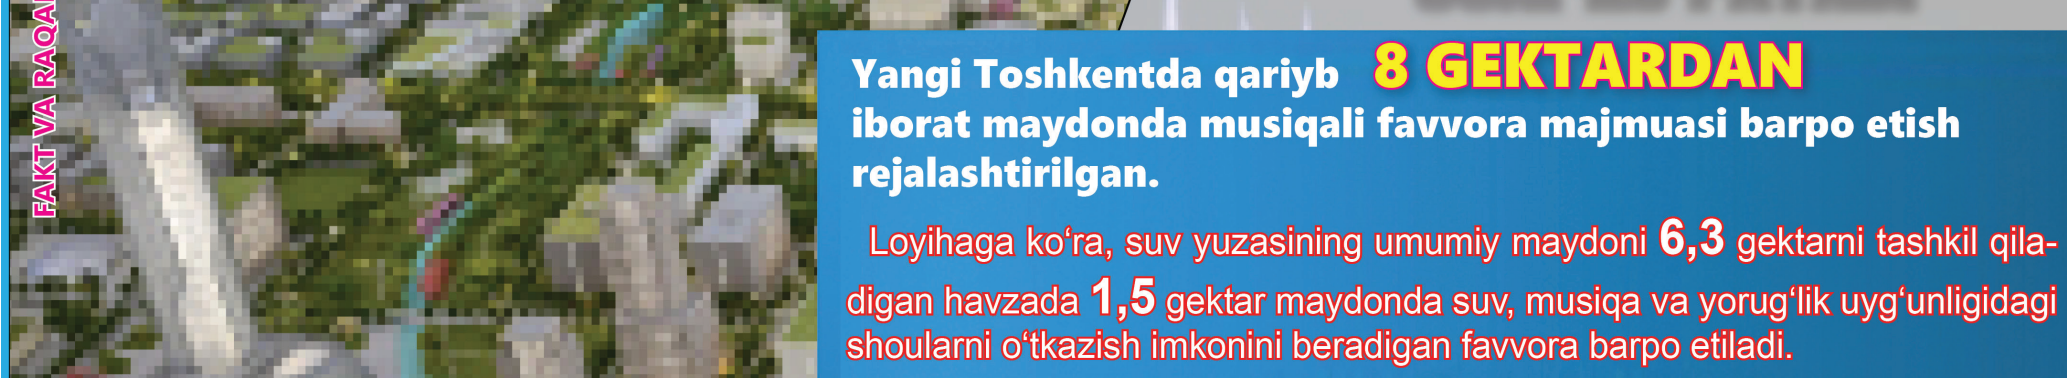 FAKT VA
Yangi Toshkentda qariyb 8 GEKTARDAN
iborat maydonda musiqali favvora majmuasi barpo etish
rejalashtirilgan.
Loyihaga ko‘ra, suv yuzasining umumiy maydoni 6,3 gektarni tashkil qila-
digan havzada 1,5 gektar maydonda suv, musiqa va yorug‘lik uyg‘unligidagi
shoularni o‘tkazish imkonini beradigan favvora barpo etiladi.